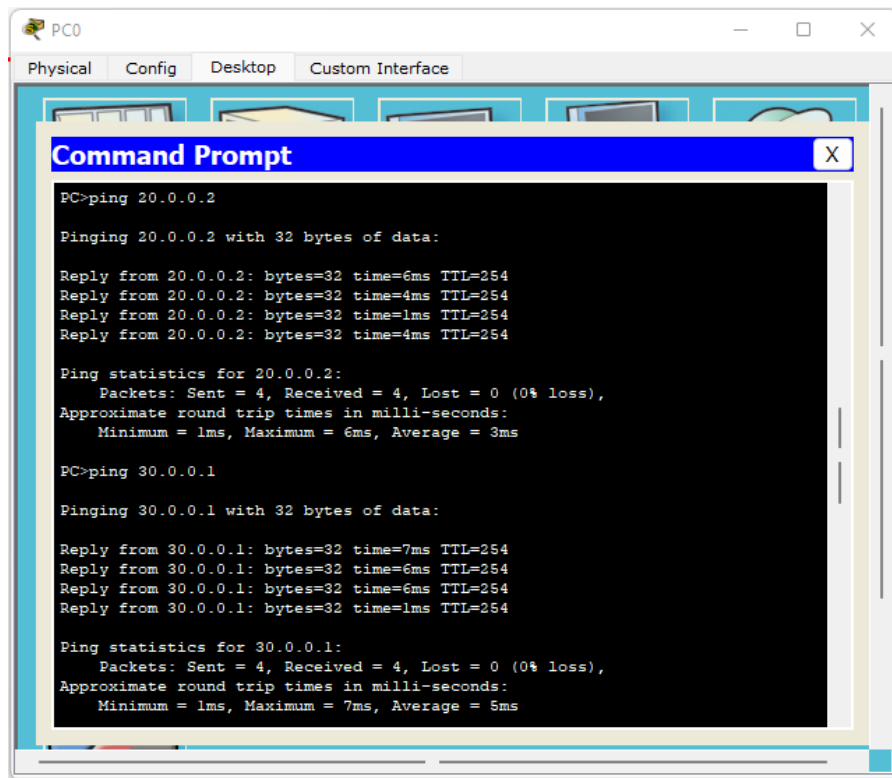 PC0
Physical Config Desktop Custom Interface
Command Prompt X
PC>ping 20.0.0.2
Pinging 20.0.0.2 with 32 bytes of data:
Reply from 20.0.0.2: bytes=32 time=6ms TTL=254
Reply from 20.0.0.2: bytes=32 time=4ms TTL=254
Reply from 20.0.0.2: bytes=32 time=1ms TTL=254
Reply from 20.0.0.2: bytes=32 time=4ms TTL=254
Ping statistics for 20.0.0.2:
Packets: Sent = 4, Received = 4, Lost = 0 (0% loss),
Approximate round trip times in milli-seconds:
Minimum = 1ms, Maximum = 6ms, Average = 3ms
PC>ping 30.0.0.1
Pinging 30.0.0.1 with 32 bytes of data:
Reply from 30.0.0.1: bytes=32 time=7ms TTL=254
Reply from 30.0.0.1: bytes=32 time=6ms TTL=254
Reply from 30.0.0.1: bytes=32 time=6ms TTL=254
Reply from 30.0.0.1: bytes=32 time=1ms TTL=254
Ping statistics for 30.0.0.1:
Packets: Sent = 4, Received = 4, Lost = 0 (0% loss),
Approximate round trip times in milli-seconds:
Minimum = 1ms, Maximum = 7ms, Average = 5ms